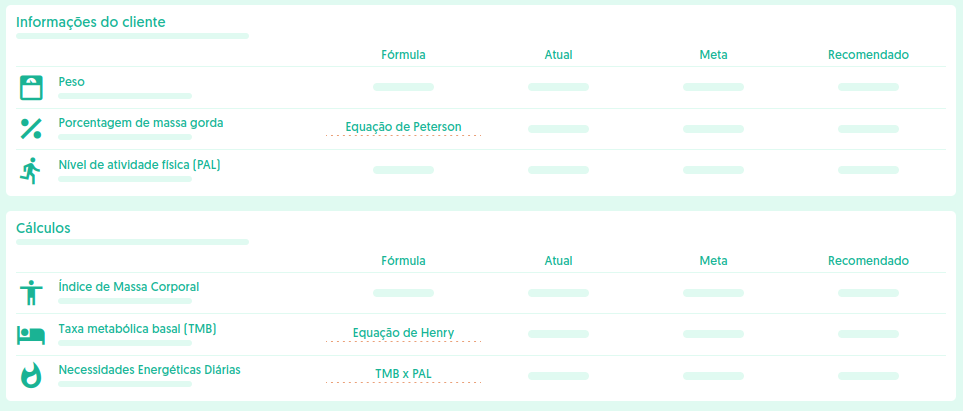 Informações do cliente
Fórmula Atual Meta Recomendado
Peso
Porcentagem de massa gorda Equação de Peterson
Nível de atividade física (PAL)
Cálculos
Fórmula Atual Meta Recomendado
Índice de Massa Corporal
Taxa metabólica basal (TMB) Equação de Henry
Necessidades Energéticas Diárias TMB x PAL